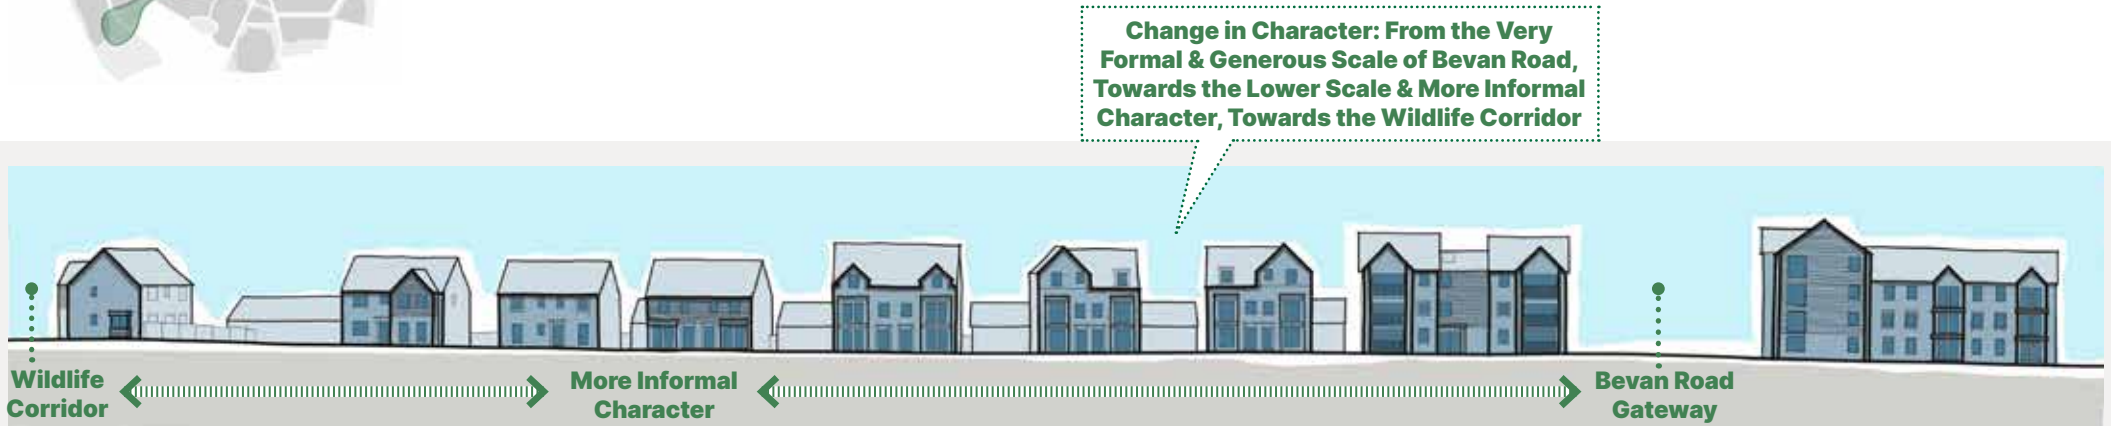 Change in Character: From the Very
Formal & Generous Scale of Bevan Road,
Towards the Lower Scale & More Informal
Character, Towards the Wildlife Corridor
Wildlife
Corridor
More Informal
Character
Bevan Road
Gateway